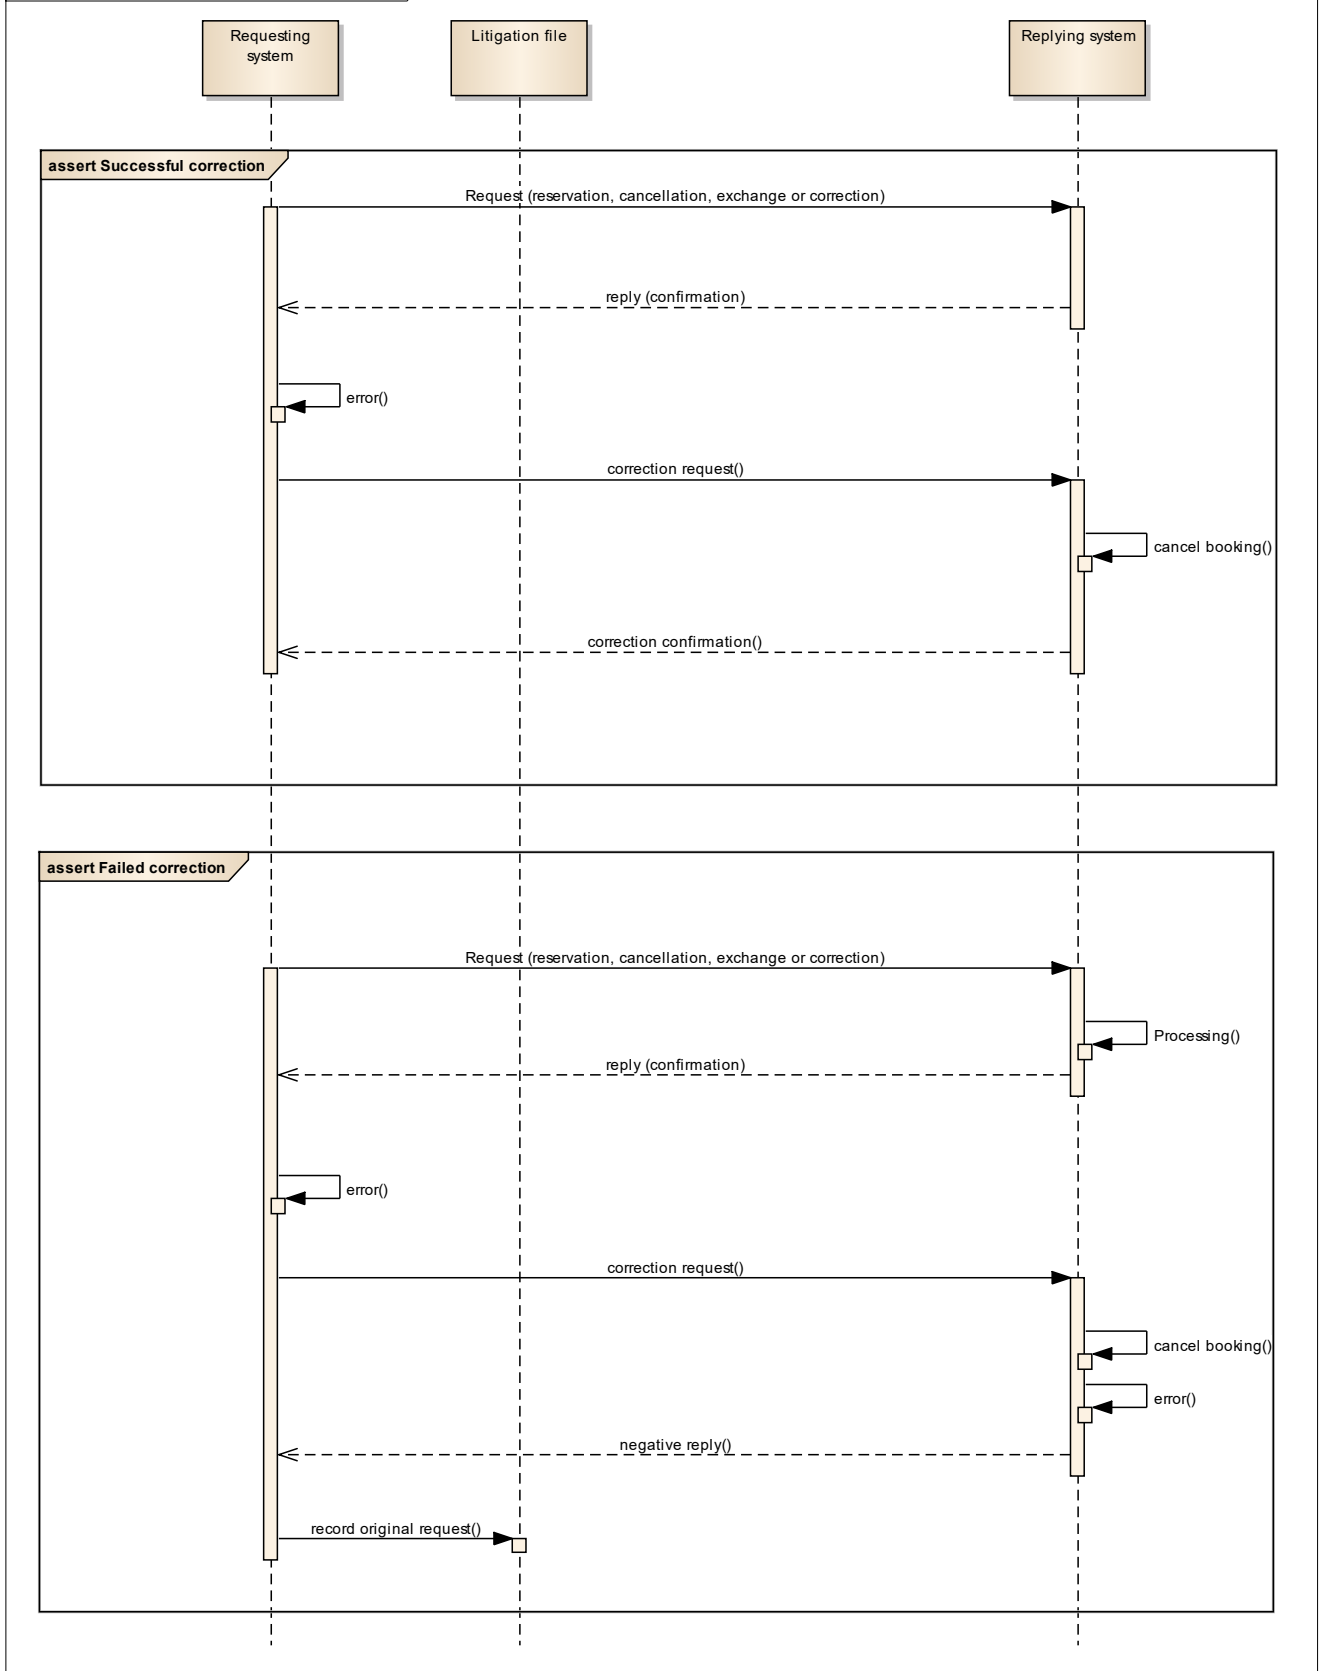 Requesting
system
Litigation file
Replying system
assert Successful correction
Request (reservation, cancellation, exchange or correction)
reply (confirmation)
error()
correction request()
cancel booking()
correction confirmation()
assert Failed correction
Request (reservation, cancellation, exchange or correction)
Processing()
reply (confirmation)
error()
correction request()
cancel booking()
error()
negative reply()
record original request()